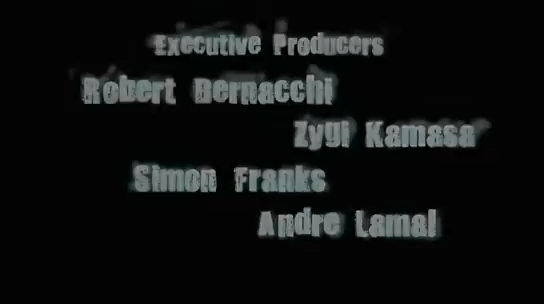 Executive Producers
Robert Bernacchi
Zygi Kamasa
Simon Franks
Andre Lamal